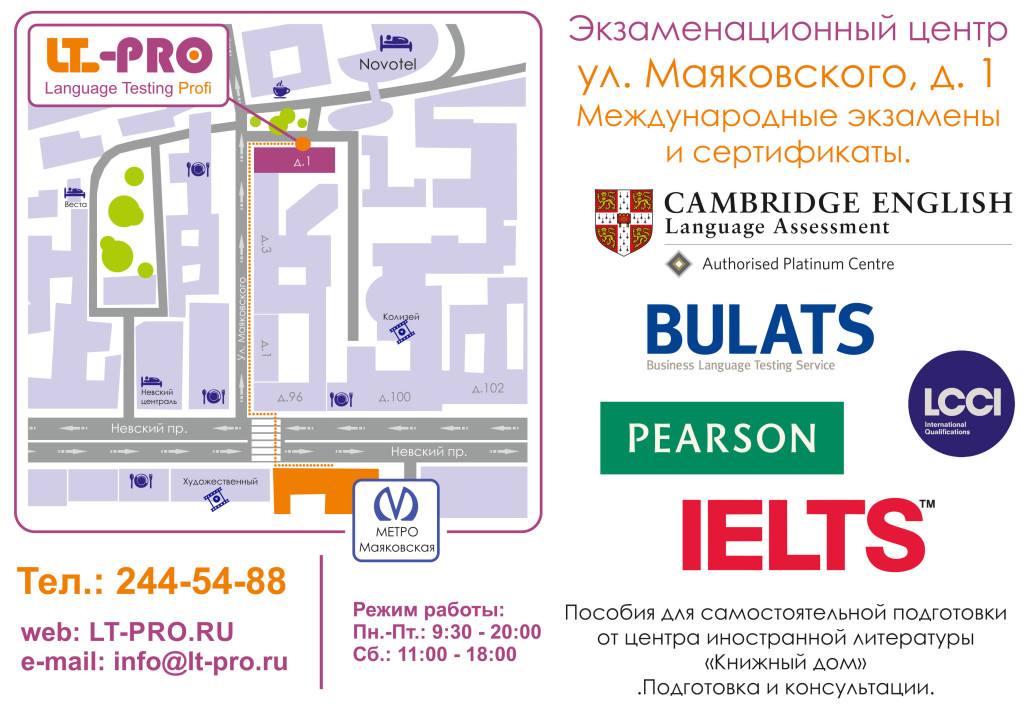 LT-PRO
Language Testing Profi
Novotel
д.1
Веста
д.3
ул. Маяковского
д.1
Колизей
Невский
централь
д.96
д.100
д.102
Невский пр.
Невский пр.
Художественный
МЕТРО
Маяковская
Тел.: 244-54-88
web: LT-PRO.RU
e-mail: info@lt-pro.ru
Режим работы:
Пн.-Пт.: 9:30 - 20:00
Сб.: 11:00 - 18:00
Экзаменационный центр
ул. Маяковского, д. 1
Международные экзамены
и сертификаты.
CAMBRIDGE ENGLISH
Language Assessment
Authorised Platinum Centre
BULATS
Business Language Testing Service
LCCI
International
Qualifications
PEARSON
IELTS™
Пособия для самостоятельной подготовки
от центра иностранной литературы
«Книжный дом»
.Подготовка и консультации.